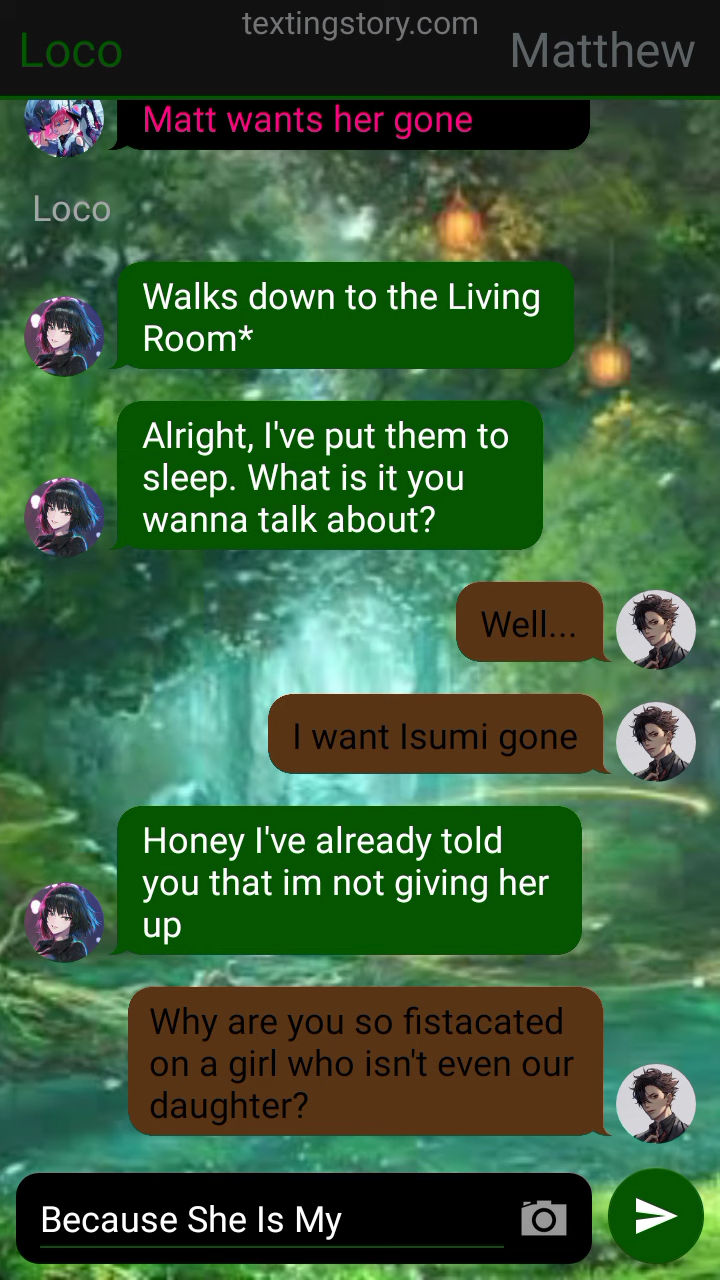 textingstory.com
Loco
Matthew
Matt wants her gone
Loco
Walks down to the Living
Room*
Alright, I've put them to
sleep. What is it you
wanna talk about?
Well...
I want Isumi gone
Honey I've already told
you that im not giving her
up
Why are you so fistacated
on a girl who isn't even our
daughter?
Because She Is My